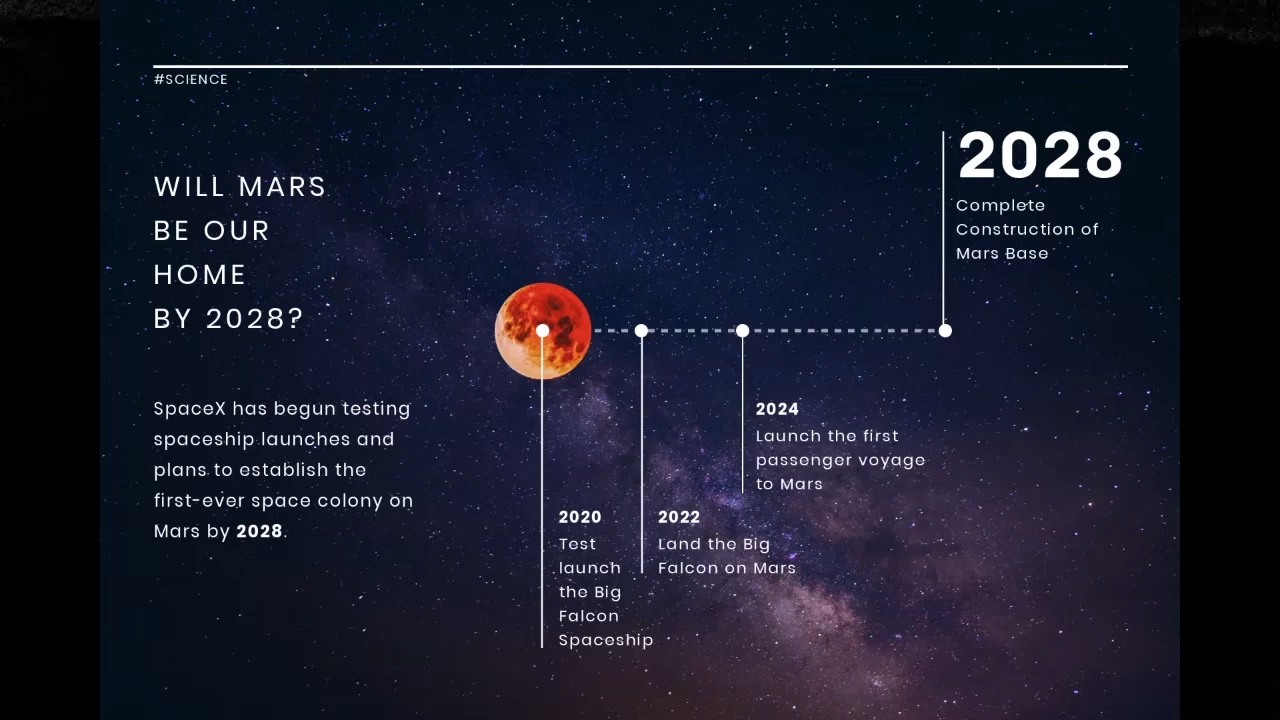 #SCIENCE
WILL MARS
BE OUR
HOME
BY 2028?
SpaceX has begun testing
spaceship launches and
plans to establish the
first-ever space colony on
Mars by 2028.
2020
Test
launch
the Big
Falcon
Spaceship
2022
Land the Big
Falcon on Mars
2024
Launch the first
passenger voyage
to Mars
2028
Complete
Construction of
Mars Base